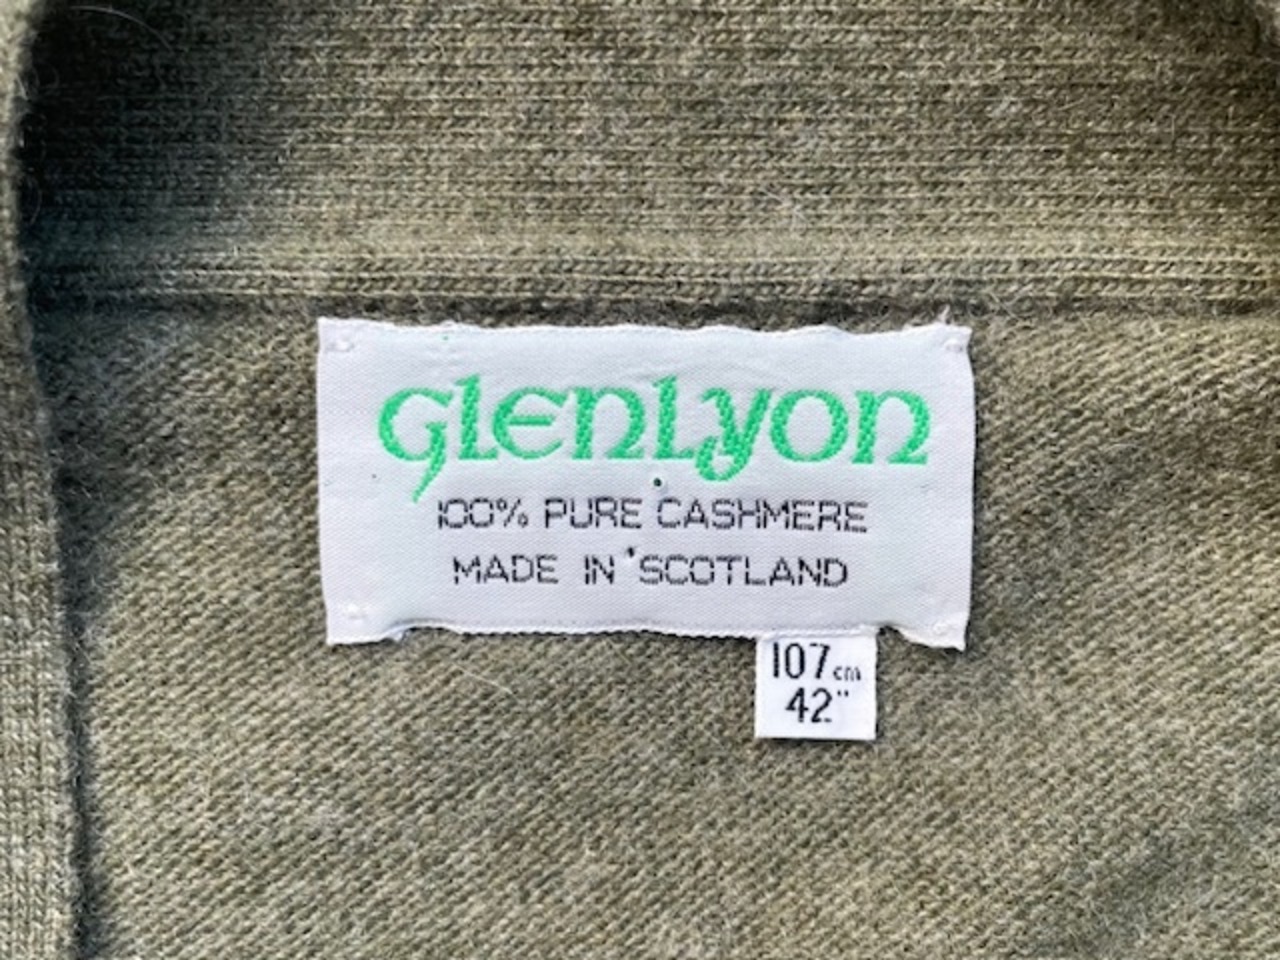 GlenLyon
100% PURE CASHMERE
MADE IN SCOTLAND
107cm
42"